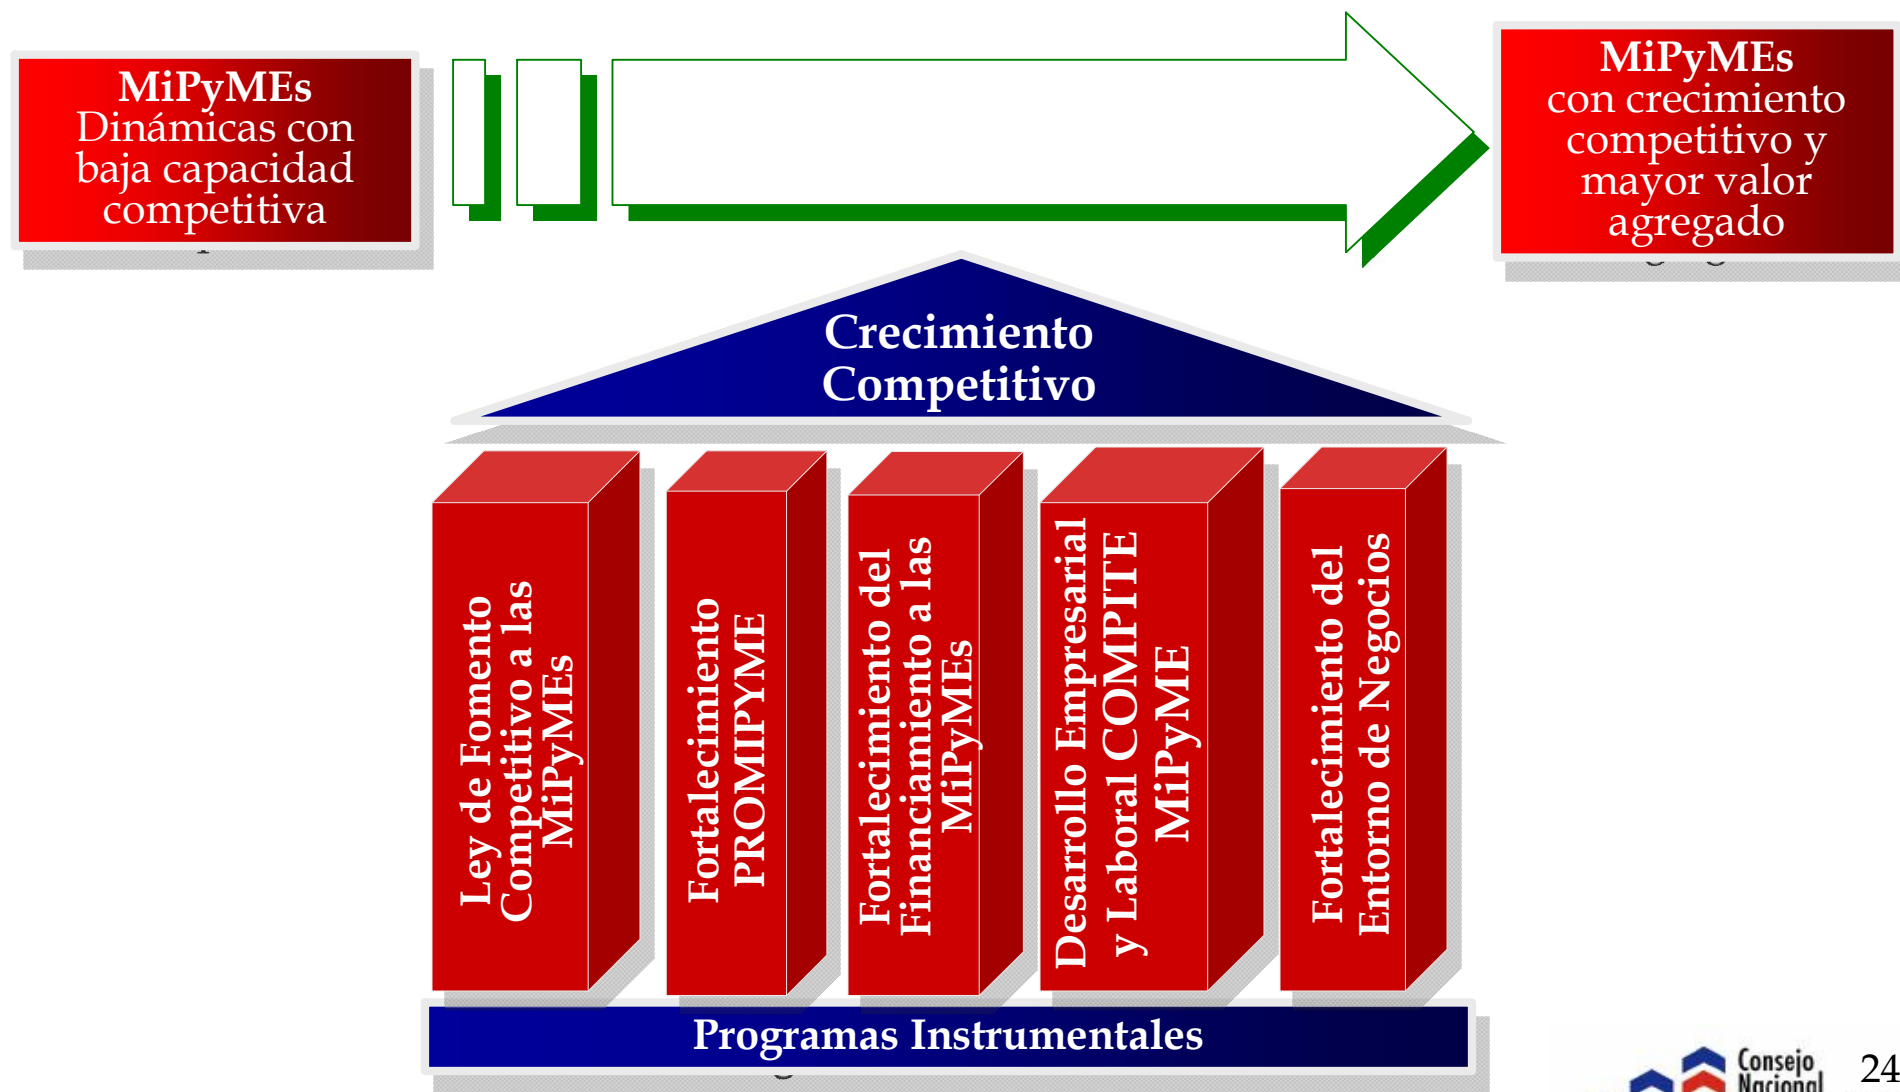 MiPyMEs
Dinámicas con
baja capacidad
competitiva
MiPyMEs
con crecimiento
competitivo y
mayor valor
agregado
Crecimiento
Competitivo
Ley de Fomento
Competitivo a las
MiPyMEs
Fortalecimiento
PROMIPYME
Fortalecimiento del
Financiamiento a las
MiPyMEs
Desarrollo Empresarial
y Laboral COMPITE
MiPyME
Fortalecimiento del
Entorno de Negocios
Programas Instrumentales
Consejo
Nacional
24